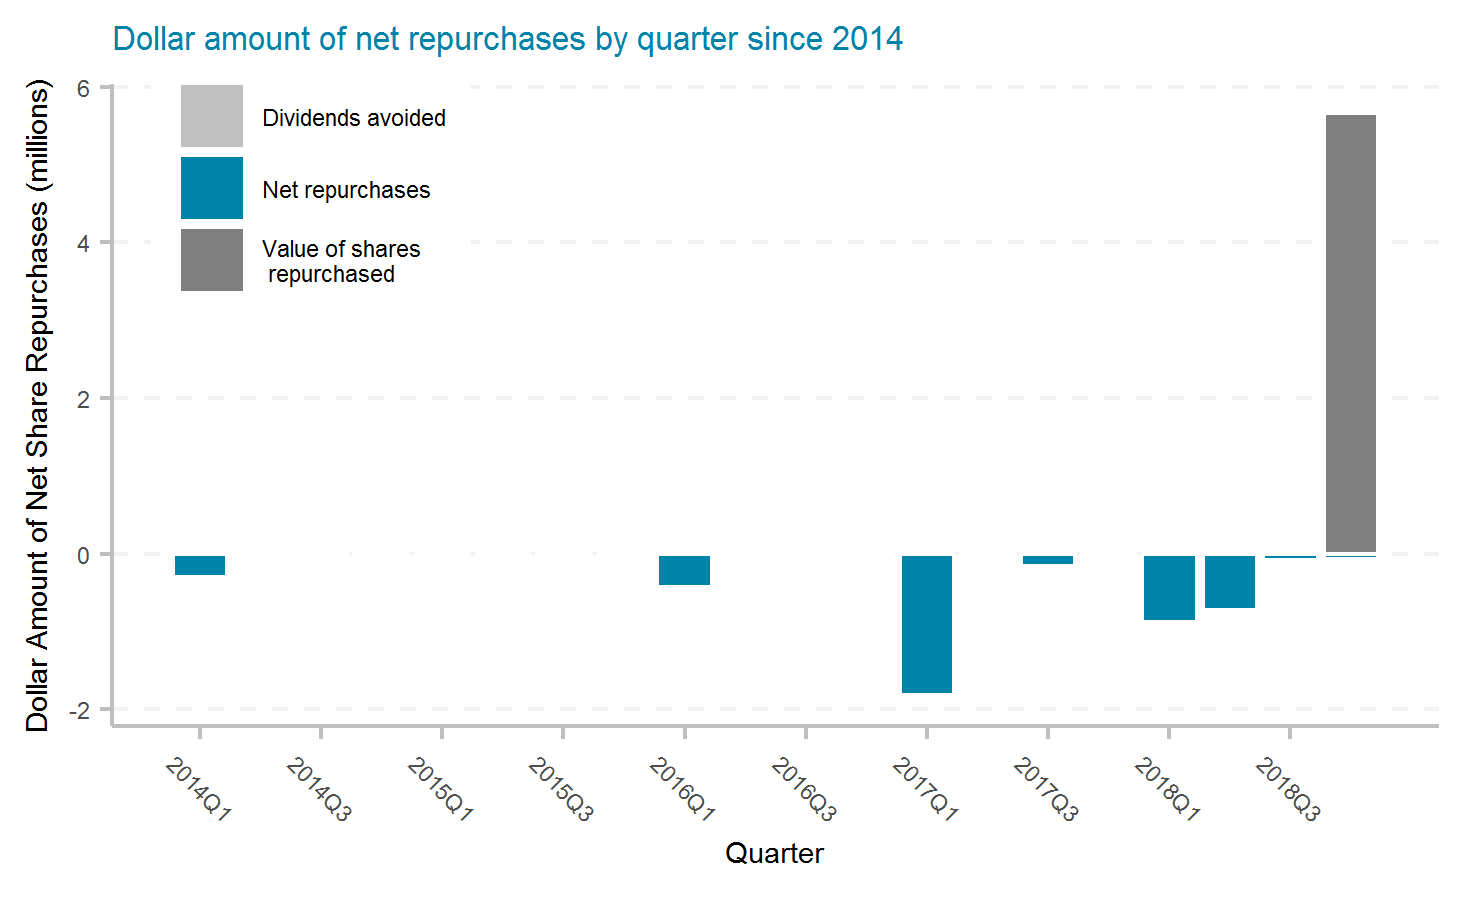 Dollar amount of net repurchases by quarter since 2014
Dollar Amount of Net Share Repurchases (millions)
6
4
2
0
-2
Dividends avoided
Net repurchases
Value of shares
repurchased
2014Q1
2014Q3
2015Q1
2015Q3
2016Q1
2016Q3
2017Q1
2017Q3
2018Q1
2018Q3
Quarter